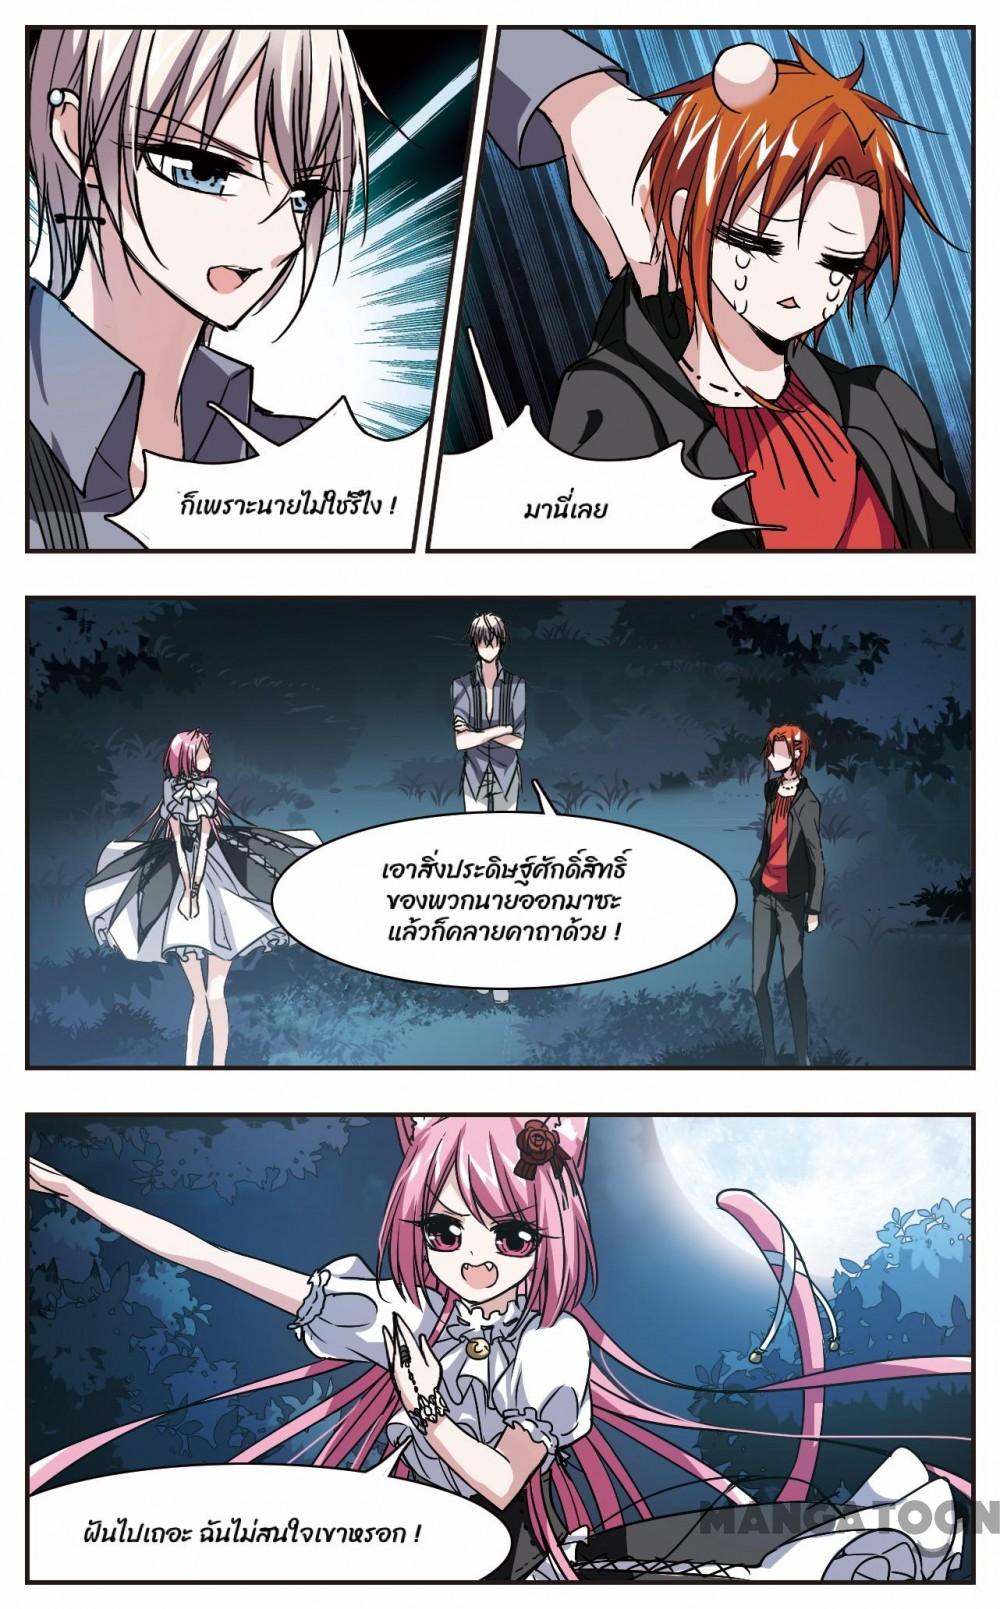 ก็เพราะนายไม่ใช่รึไง !
มานี่เลย
เอาสิ่งประดิษฐ์ศักดิ์สิทธิ์
ของพวกนายออกมาซะ
แล้วก็คลายคาถาด้วย !
ฝันไปเถอะ ฉันไม่สนใจเขาหรอก !
MANGATOON